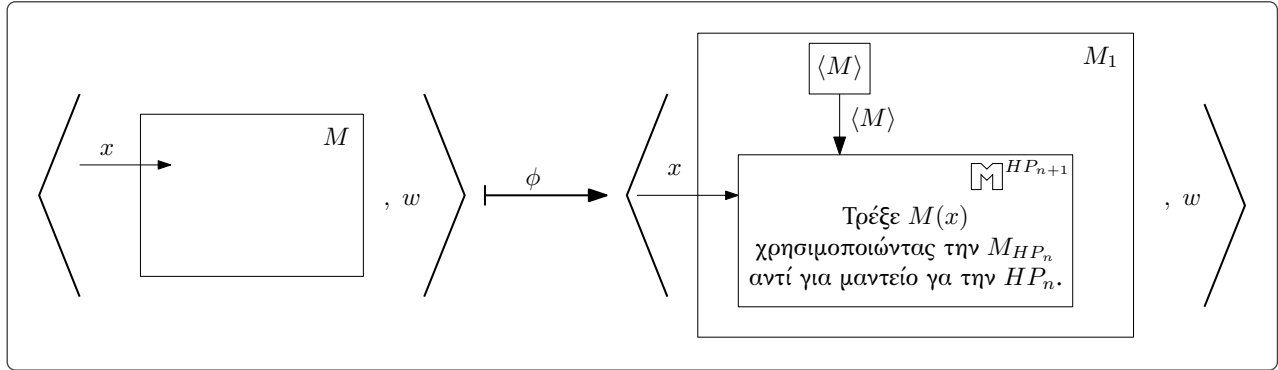 ⟨M⟩
M₁
⟨M⟩
x
M
, w
ϕ
x
M^{HP_{n+1}}
Τρέξε M(x)
χρησιμοποιώντας την M_{HP_n}
αντί για μαντείο γα την HP_n.
, w